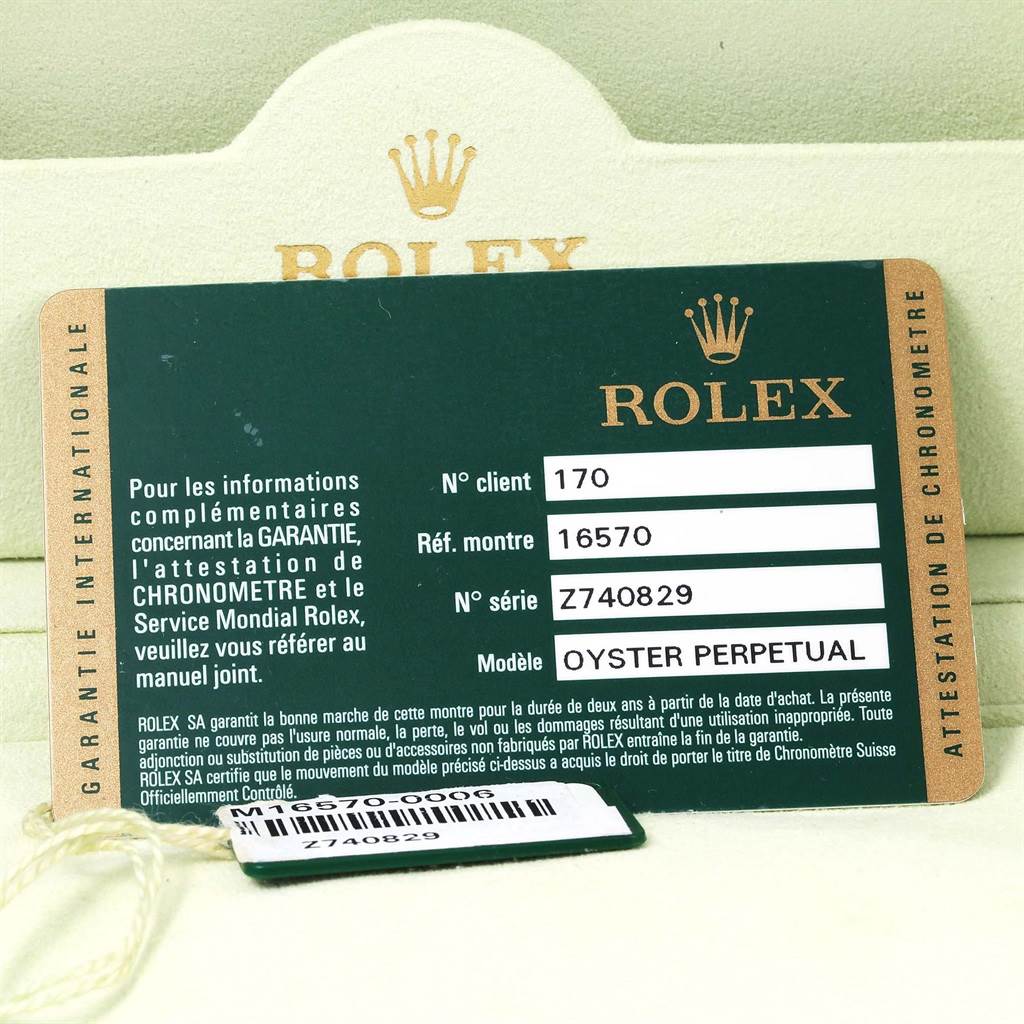 ROLEX
ROLEX
GARANTIE INTERNATIONALE
Pour les informations
complémentaires
concernant la GARANTIE,
l'attestation de
CHRONOMETRE et le
Service Mondial Rolex,
veuillez vous référer au
manuel joint.
N° client 170
Réf. montre 16570
N° série Z740829
Modèle OYSTER PERPETUAL
ATTESTATION DE CHRONOMETRE
ROLEX SA garantit la bonne marche de cette montre pour la durée de deux ans à partir de la date d'achat. La présente
garantie ne couvre pas l'usure normale, la perte, le vol ou les dommages résultant d'une utilisation inappropriée. Toute
adjonction ou substitution de pièces ou d'accessoires non fabriqués par ROLEX entraîne la fin de la garantie.
ROLEX SA certifie que le mouvement du modèle précisé ci-dessus a acquis le droit de porter le titre de Chronomètre Suisse
Officiellemment Contrôlé.
M16570-0006
Z740829